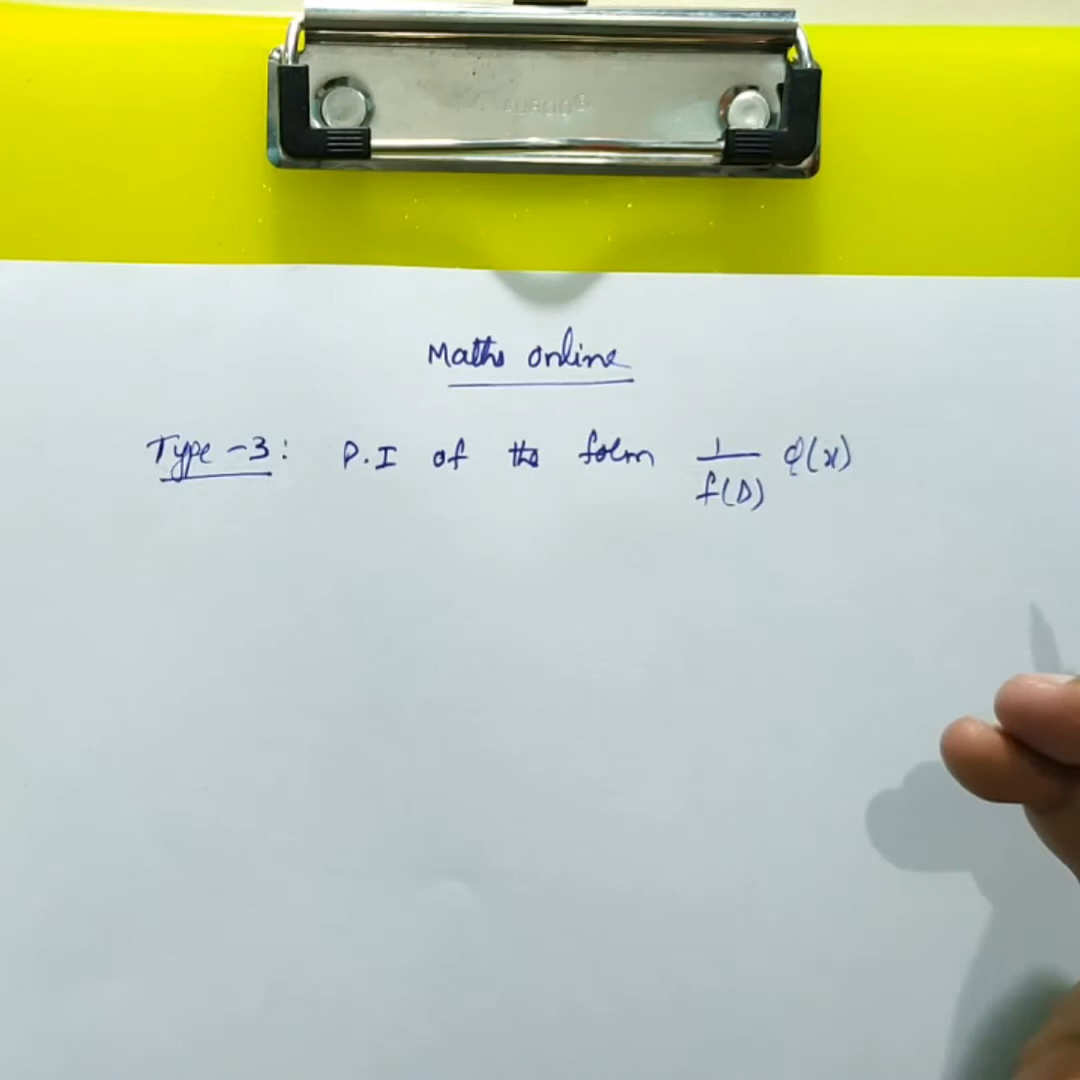 Maths online
Type-3: P.I of the form 1/f(D) Q(x)